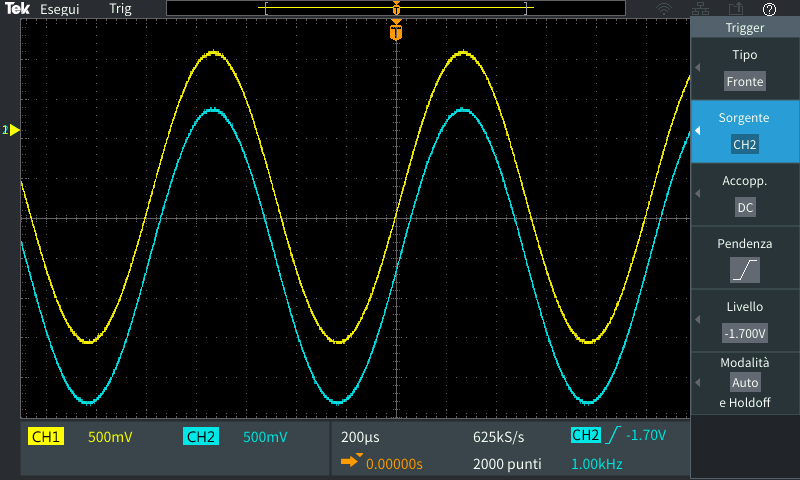 Tek Esegui Trig
T
?
T
Trigger
Tipo
Fronte
Sorgente
CH2
Accopp.
DC
Pendenza
Livello
-1.700V
Modalità
Auto
e Holdoff
CH1 500mV CH2 500mV 200µs 625kS/s CH2 -1.70V
0.00000s 2000 punti 1.00kHz